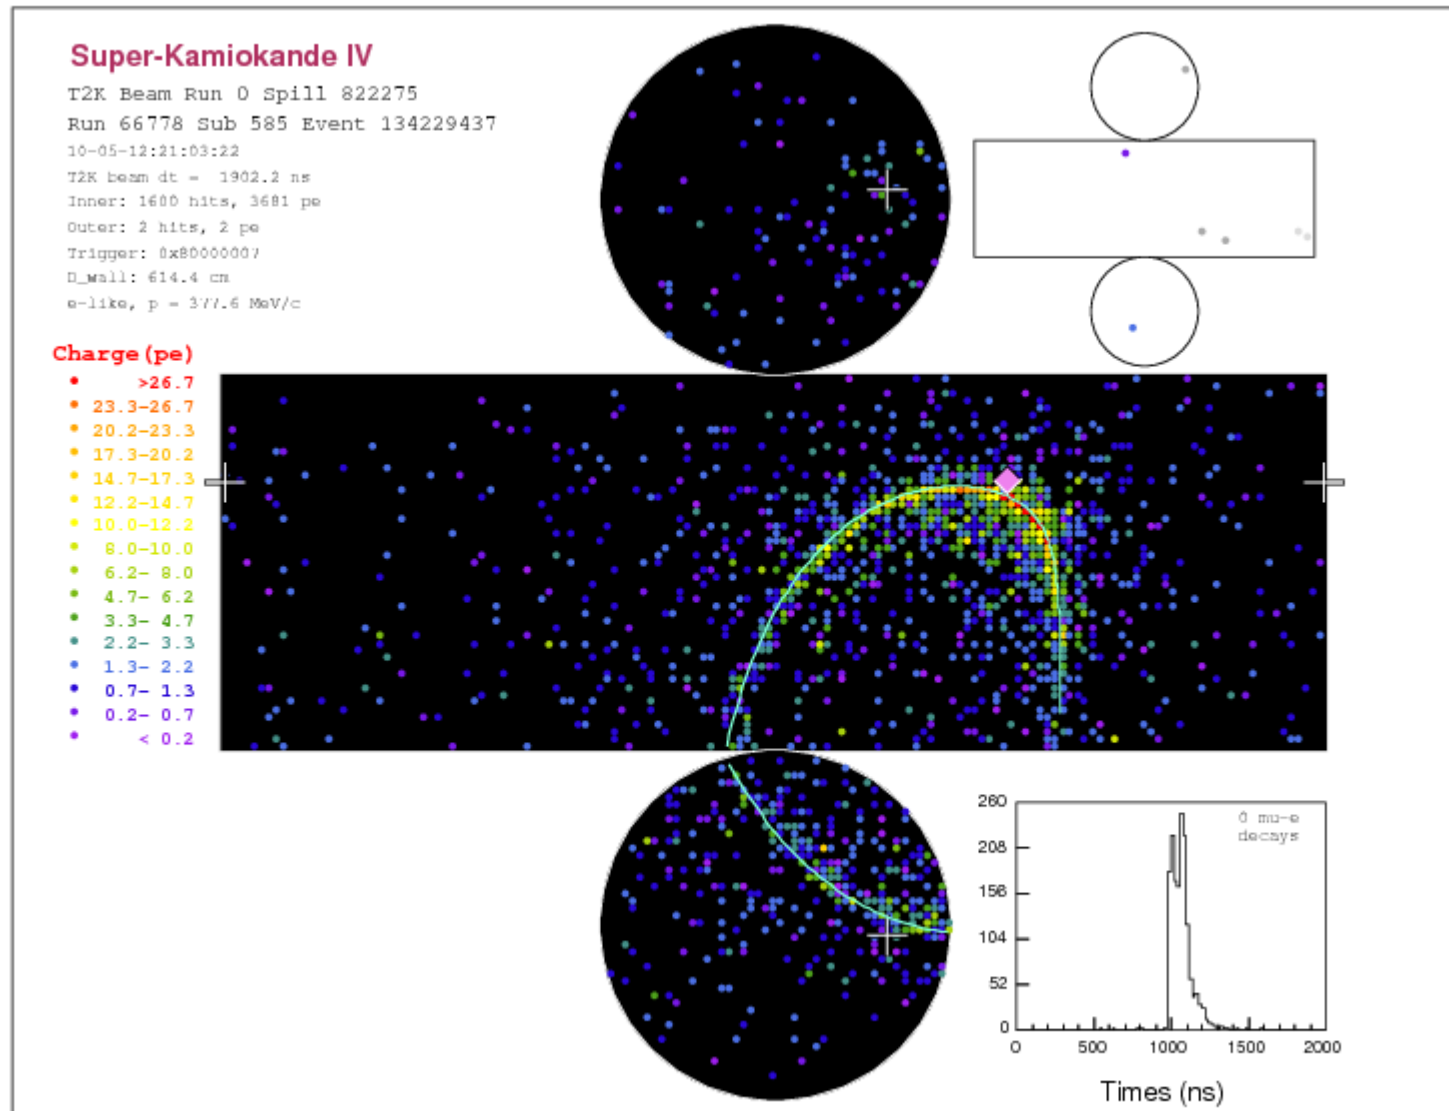 Super-Kamiokande IV
T2K Beam Run 0 Spill 822275
Run 66778 Sub 585 Event 134229437
10-05-12:21:03:22
T2K beam dt = 1902.2 ns
Inner: 1600 hits, 3681 pe
Outer: 2 hits, 2 pe
Trigger: 0x80000007
D_wall: 614.4 cm
e-like, p = 377.6 MeV/c
Charge(pe)
>26.7
23.3-26.7
20.2-23.3
17.3-20.2
14.7-17.3
12.2-14.7
10.0-12.2
8.0-10.0
6.2- 8.0
4.7- 6.2
3.3- 4.7
2.2- 3.3
1.3- 2.2
0.7- 1.3
0.2- 0.7
< 0.2
0 mu-e
decays
260
208
156
104
52
0
0 500 1000 1500 2000
Times (ns)